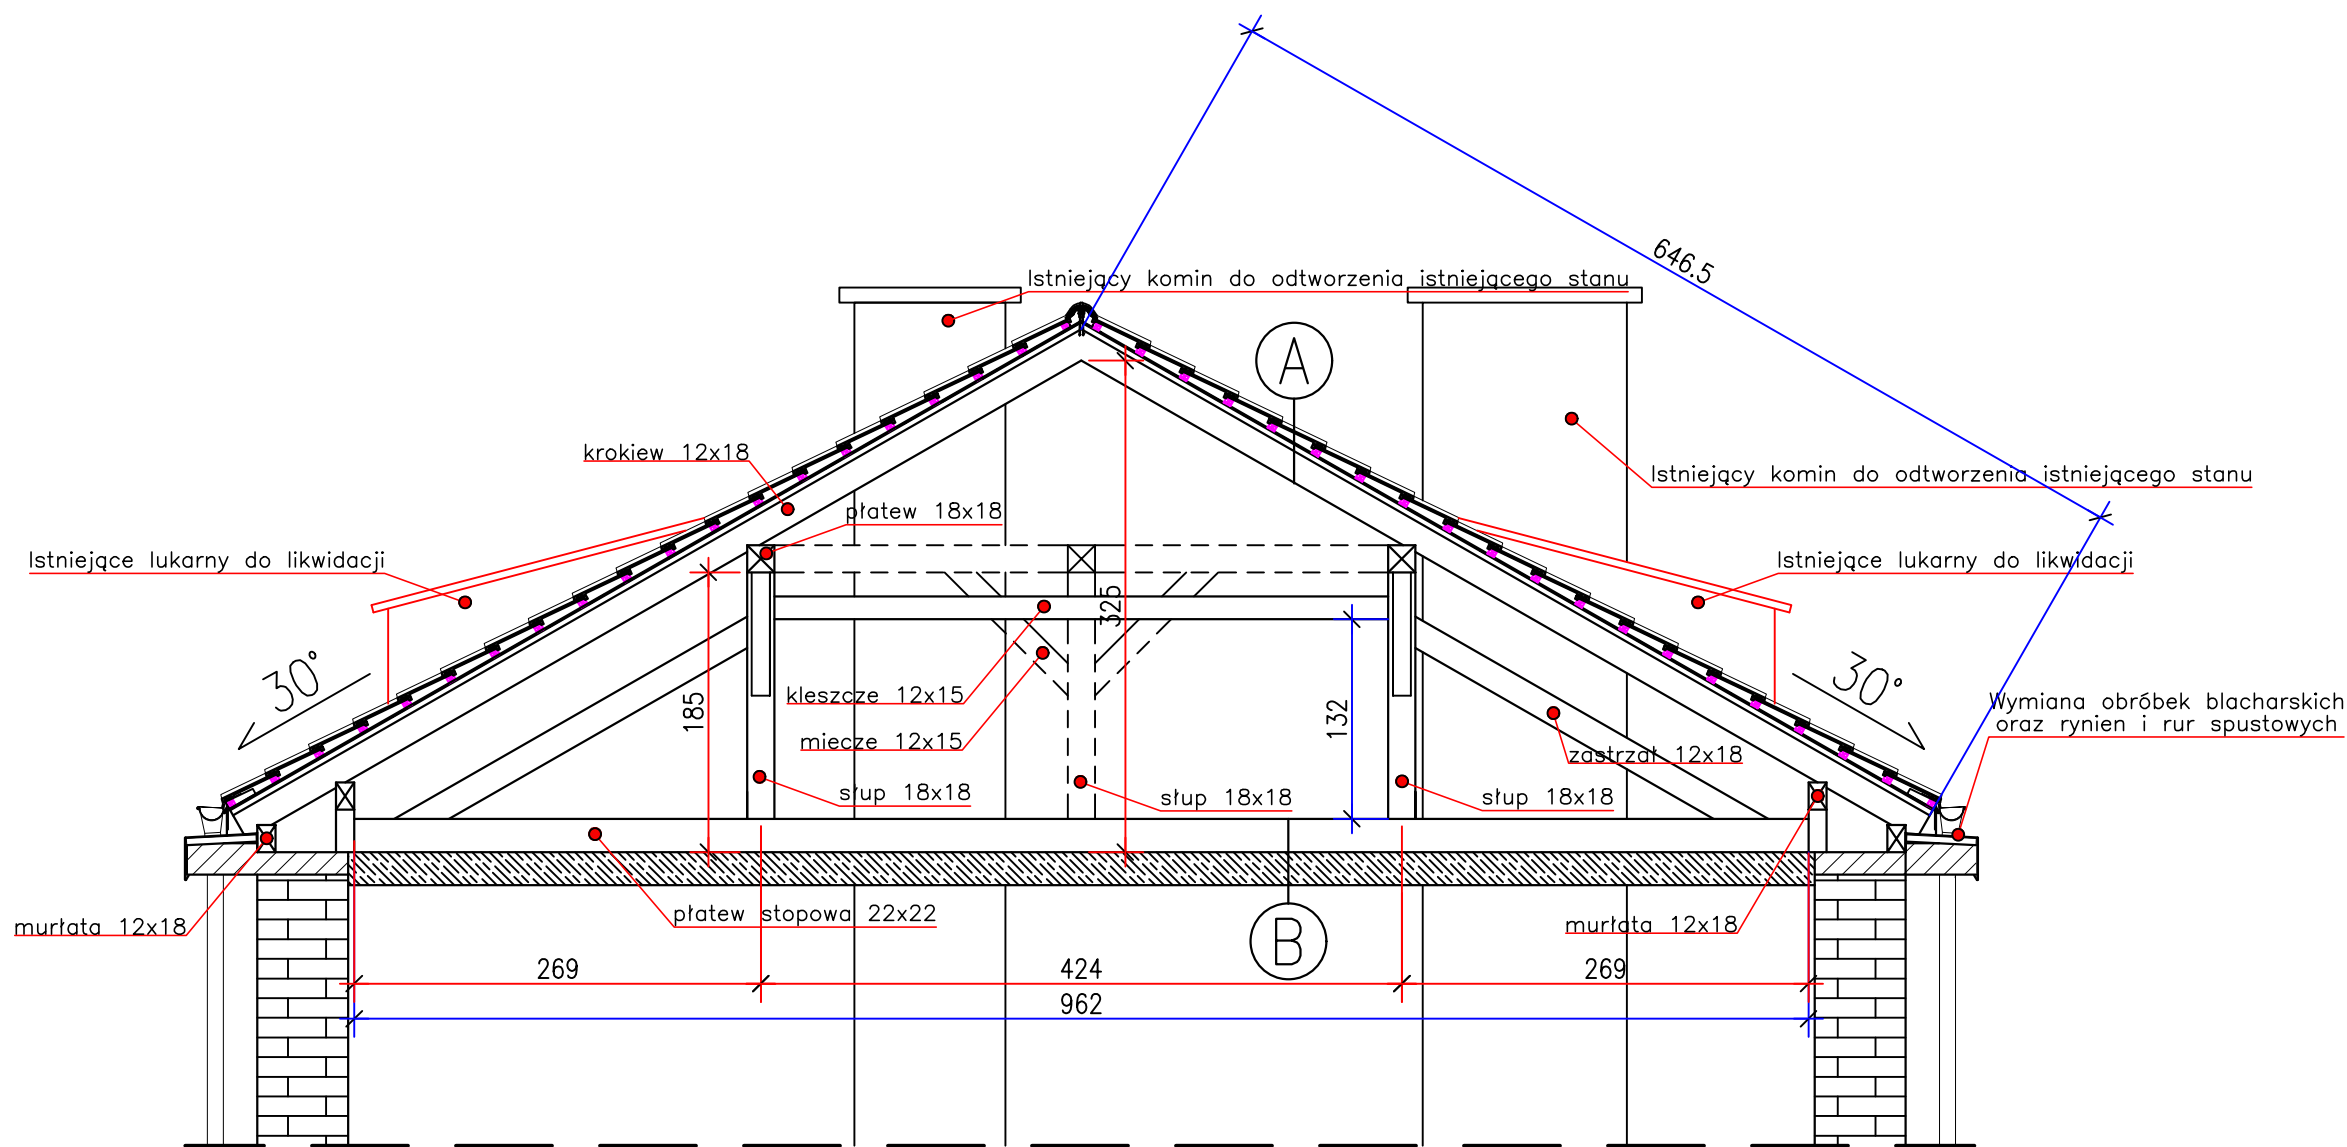 646.5
Istniejący komin do odtworzenia istniejącego stanu
A
krokiew 12x18
Istniejący komin do odtworzenia istniejącego stanu
płatew 18x18
Istniejące lukarny do likwidacji
Istniejące lukarny do likwidacji
325
30°
30°
kleszcze 12x15
185
132
Wymiana obróbek blacharskich
oraz rynien i rur spustowych
miecze 12x15
zastrzał 12x18
słup 18x18
słup 18x18
słup 18x18
płatew stopowa 22x22
murłata 12x18
murłata 12x18
B
269
424
269
962